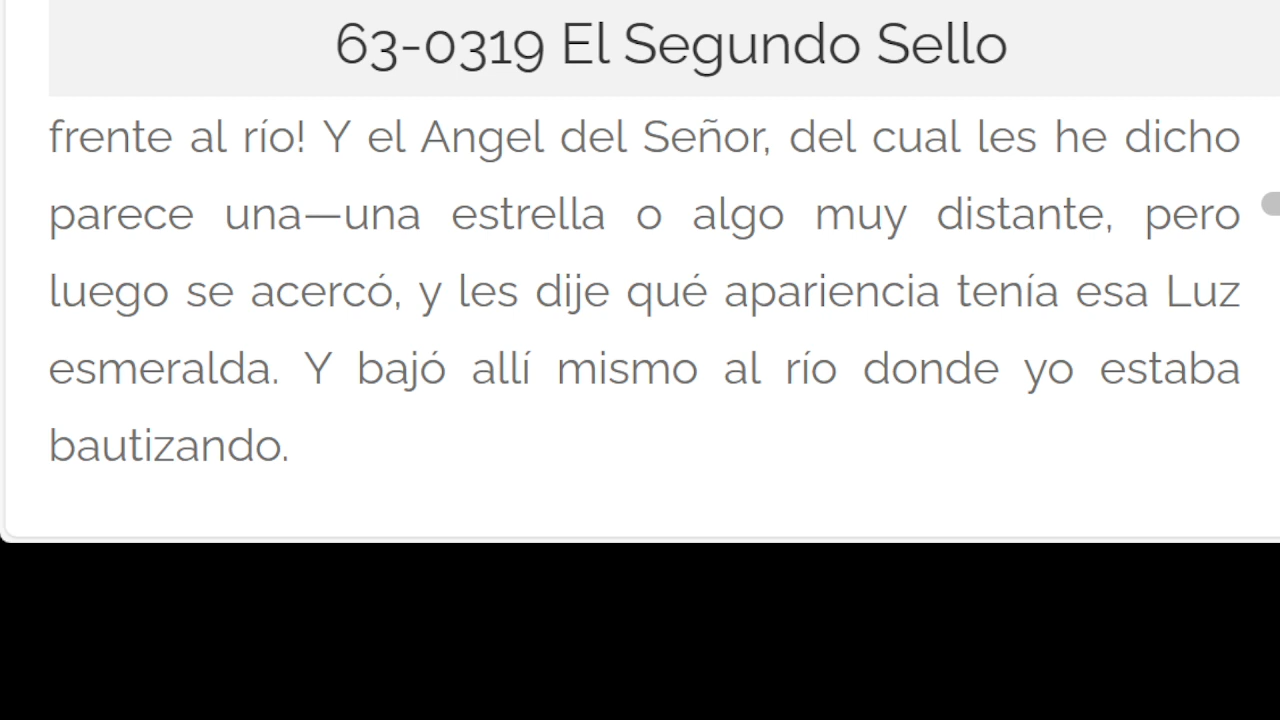 63-0319 El Segundo Sello
frente al río! Y el Angel del Señor, del cual les he dicho
parece una—una estrella o algo muy distante, pero
luego se acercó, y les dije qué apariencia tenía esa Luz
esmeralda. Y bajó allí mismo al río donde yo estaba
bautizando.